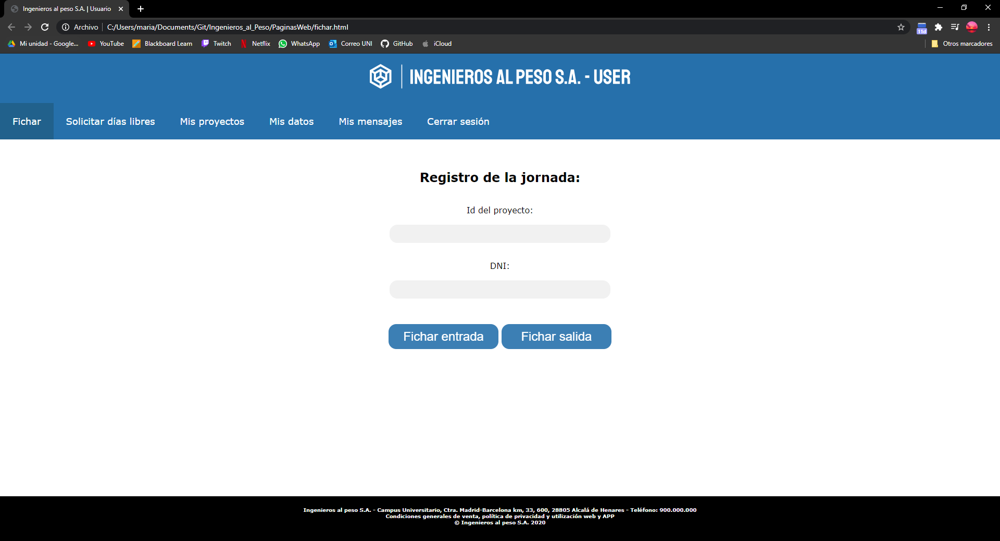 Ingenieros al peso S.A. | Usuario
Archivo C:/Users/maria/Documents/Git/Ingenieros_al_Peso/PaginasWeb/fichar.html
11d
Mi unidad - Google... YouTube Blackboard Learn Twitch Netflix WhatsApp Correo UNI GitHub iCloud Otros marcadores
INGENIEROS AL PESO S.A. - USER
Fichar Solicitar días libres Mis proyectos Mis datos Mis mensajes Cerrar sesión
Registro de la jornada:
Id del proyecto:
DNI:
Fichar entrada Fichar salida
Ingenieros al peso S.A. - Campus Universitario, Ctra. Madrid-Barcelona km, 33, 600, 28805 Alcalá de Henares - Teléfono: 900.000.000
Condiciones generales de venta, política de privacidad y utilización web y APP
© Ingenieros al peso S.A. 2020